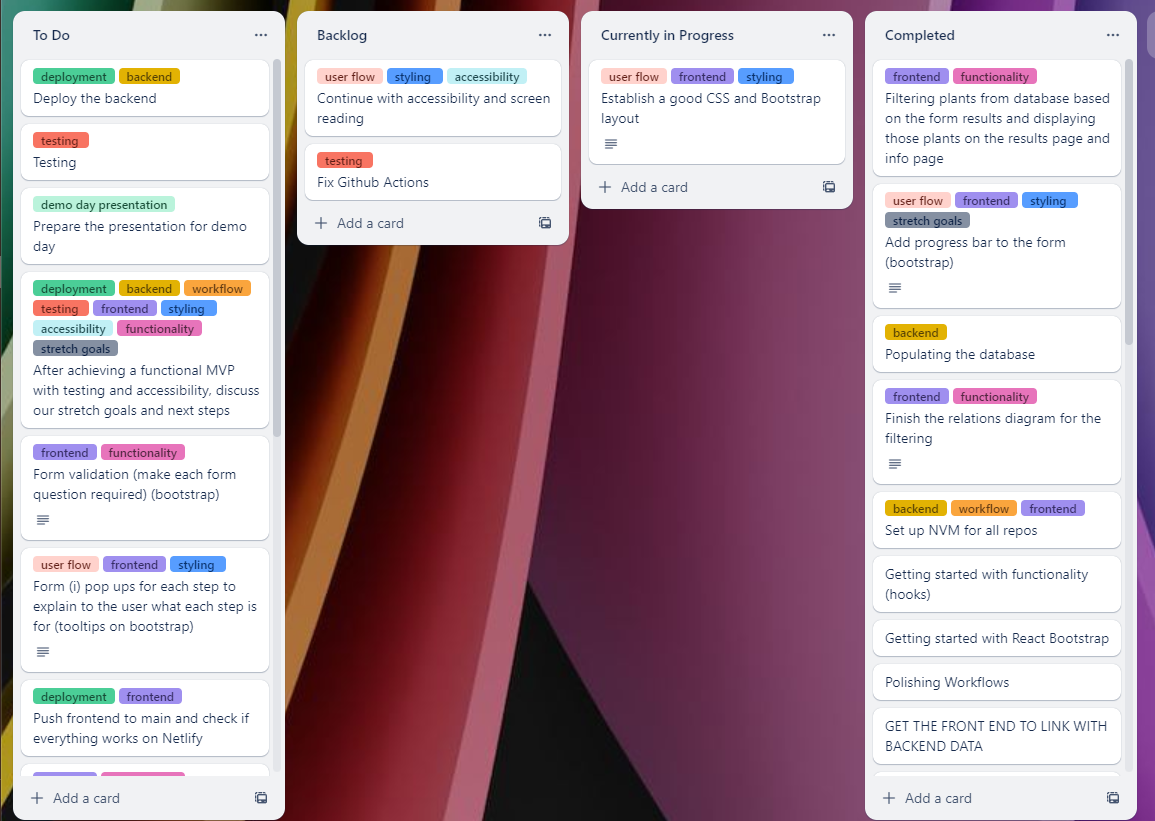 To Do
deployment backend
Deploy the backend
testing
Testing
demo day presentation
Prepare the presentation for demo
day
deployment backend workflow
testing frontend styling
accessibility functionality
stretch goals
After achieving a functional MVP
with testing and accessibility, discuss
our stretch goals and next steps
frontend functionality
Form validation (make each form
question required) (bootstrap)
user flow frontend styling
Form (i) pop ups for each step to
explain to the user what each step is
for (tooltips on bootstrap)
deployment frontend
Push frontend to main and check if
everything works on Netlify
Add a card
Backlog
user flow styling accessibility
Continue with accessibility and screen
reading
testing
Fix Github Actions
Add a card
Currently in Progress
user flow frontend styling
Establish a good CSS and Bootstrap
layout
Add a card
Completed
frontend functionality
Filtering plants from database based
on the form results and displaying
those plants on the results page and
info page
user flow frontend styling
stretch goals
Add progress bar to the form
(bootstrap)
backend
Populating the database
frontend functionality
Finish the relations diagram for the
filtering
backend workflow frontend
Set up NVM for all repos
Getting started with functionality
(hooks)
Getting started with React Bootstrap
Polishing Workflows
GET THE FRONT END TO LINK WITH
BACKEND DATA
Add a card